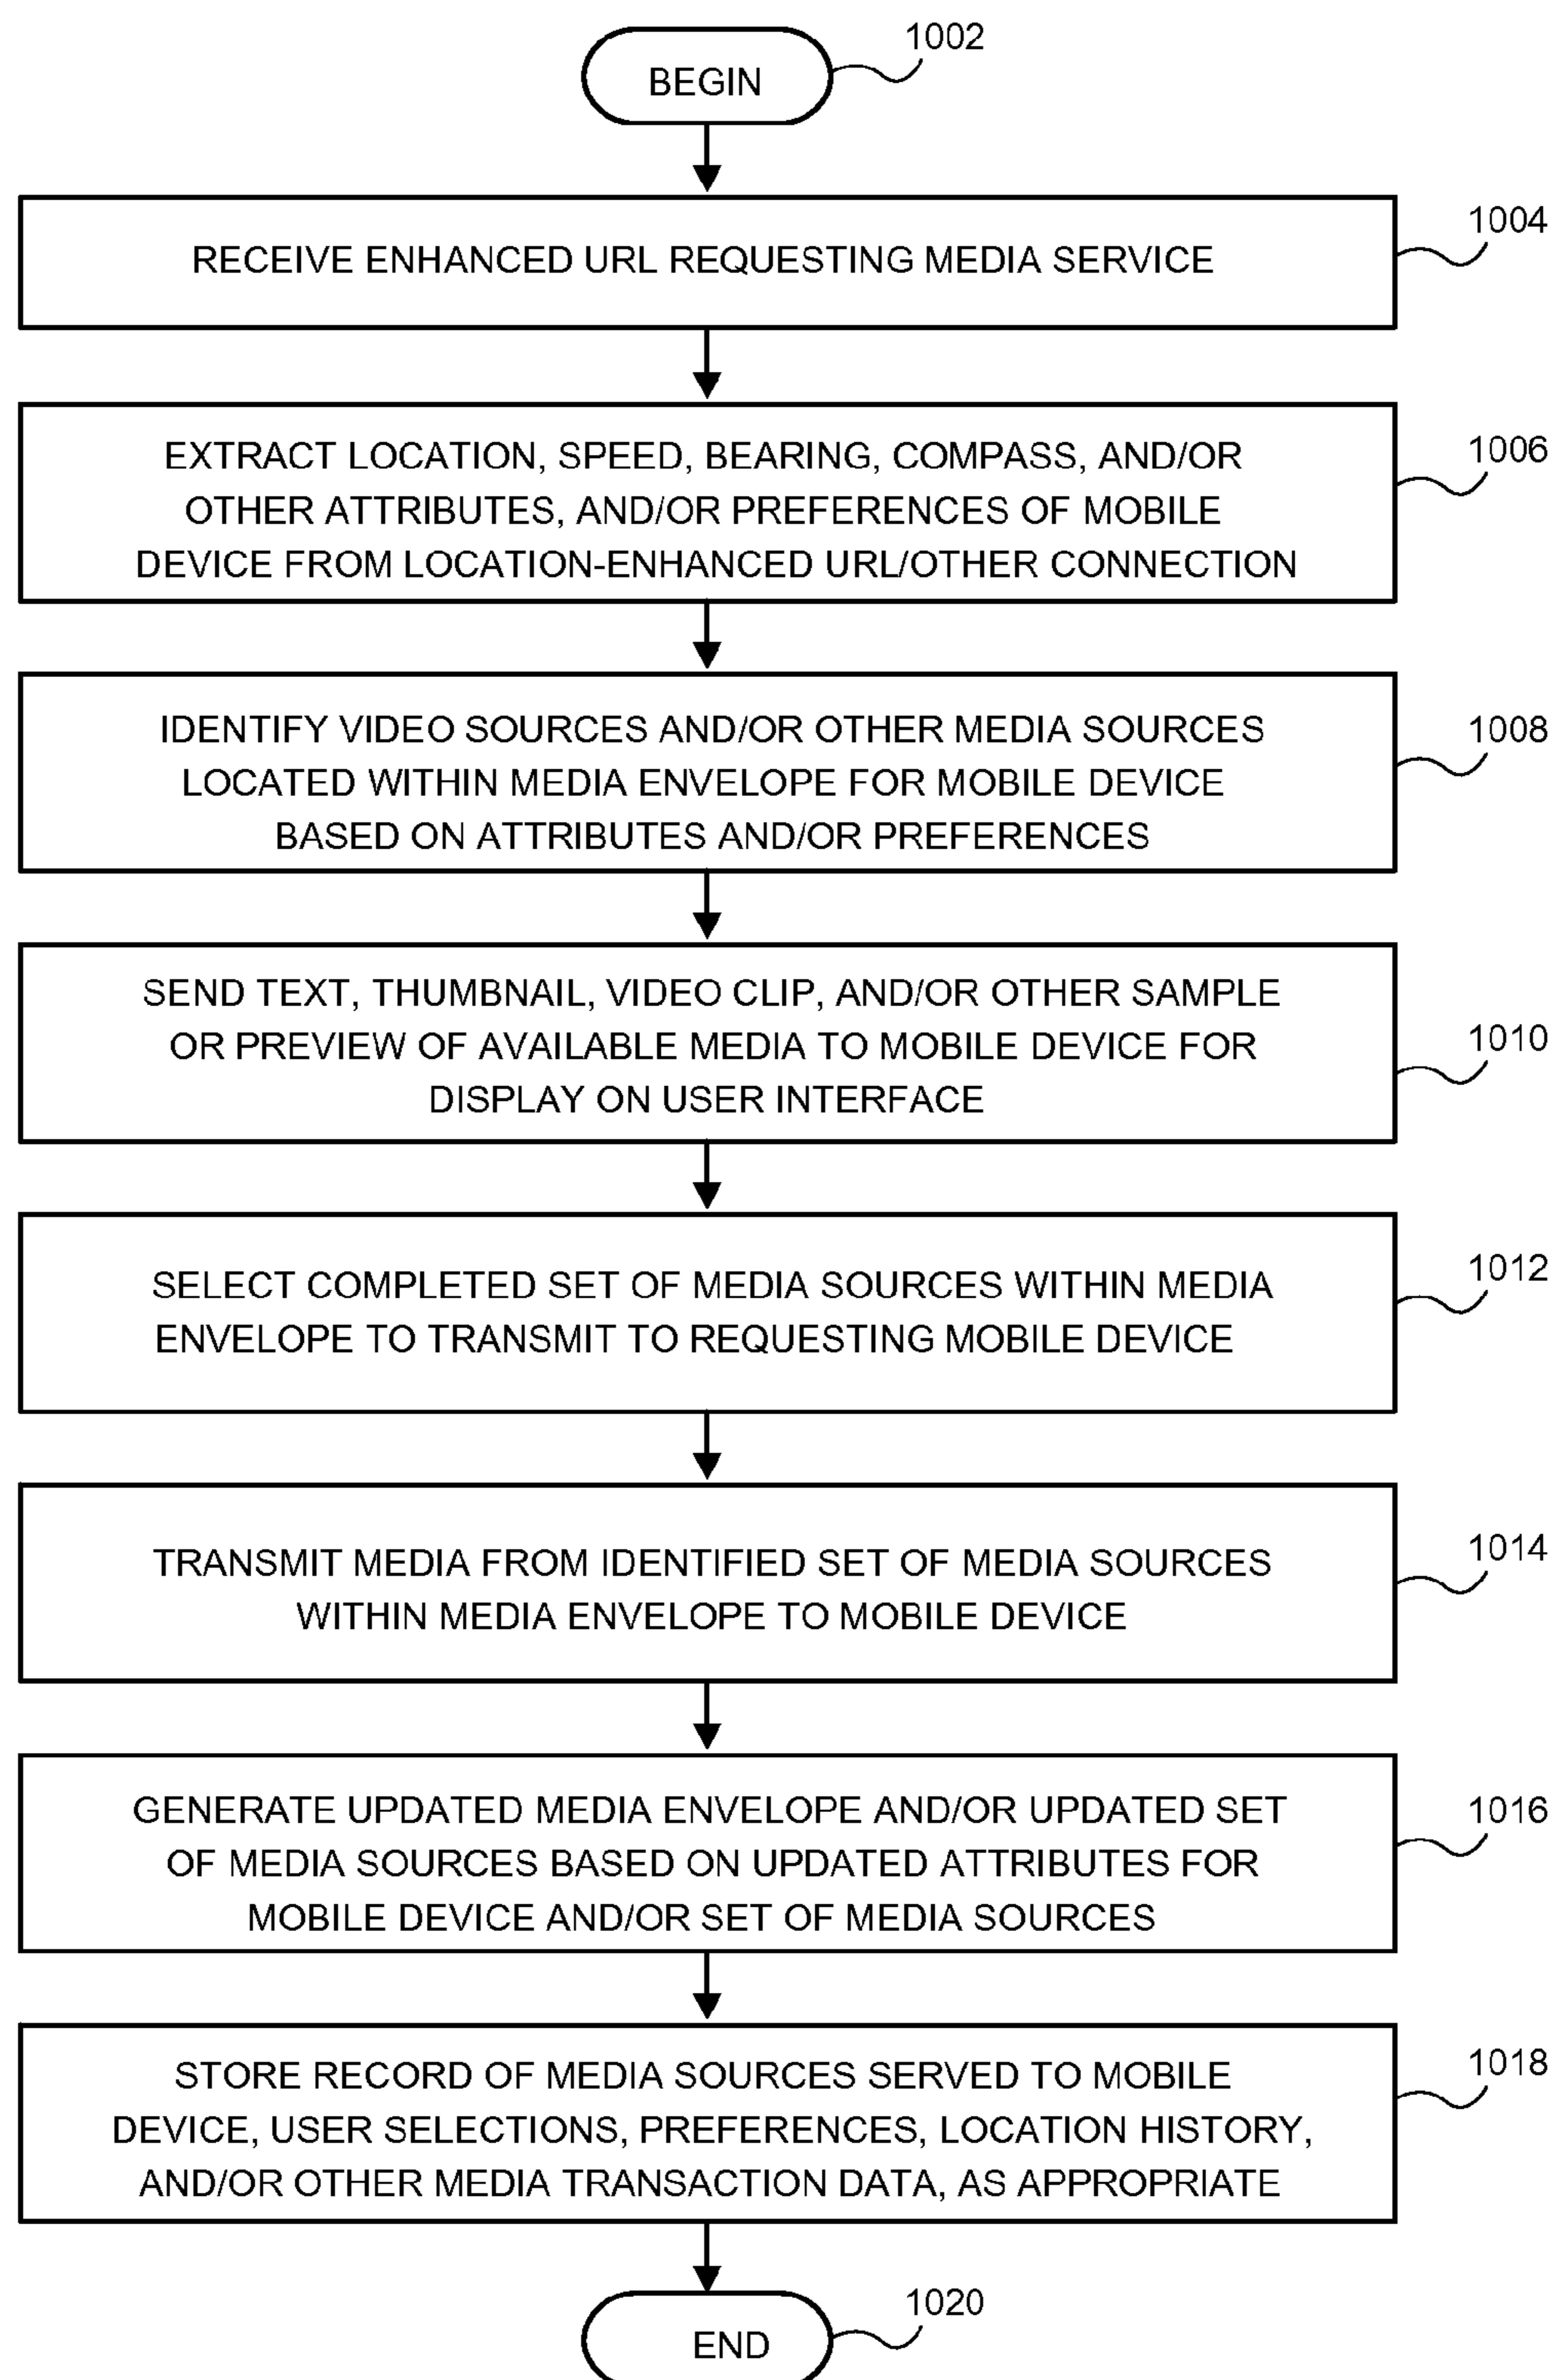 1002
BEGIN
1004
RECEIVE ENHANCED URL REQUESTING MEDIA SERVICE
1006
EXTRACT LOCATION, SPEED, BEARING, COMPASS, AND/OR
OTHER ATTRIBUTES, AND/OR PREFERENCES OF MOBILE
DEVICE FROM LOCATION-ENHANCED URL/OTHER CONNECTION
1008
IDENTIFY VIDEO SOURCES AND/OR OTHER MEDIA SOURCES
LOCATED WITHIN MEDIA ENVELOPE FOR MOBILE DEVICE
BASED ON ATTRIBUTES AND/OR PREFERENCES
1010
SEND TEXT, THUMBNAIL, VIDEO CLIP, AND/OR OTHER SAMPLE
OR PREVIEW OF AVAILABLE MEDIA TO MOBILE DEVICE FOR
DISPLAY ON USER INTERFACE
1012
SELECT COMPLETED SET OF MEDIA SOURCES WITHIN MEDIA
ENVELOPE TO TRANSMIT TO REQUESTING MOBILE DEVICE
1014
TRANSMIT MEDIA FROM IDENTIFIED SET OF MEDIA SOURCES
WITHIN MEDIA ENVELOPE TO MOBILE DEVICE
1016
GENERATE UPDATED MEDIA ENVELOPE AND/OR UPDATED SET
OF MEDIA SOURCES BASED ON UPDATED ATTRIBUTES FOR
MOBILE DEVICE AND/OR SET OF MEDIA SOURCES
1018
STORE RECORD OF MEDIA SOURCES SERVED TO MOBILE
DEVICE, USER SELECTIONS, PREFERENCES, LOCATION HISTORY,
AND/OR OTHER MEDIA TRANSACTION DATA, AS APPROPRIATE
1020
END